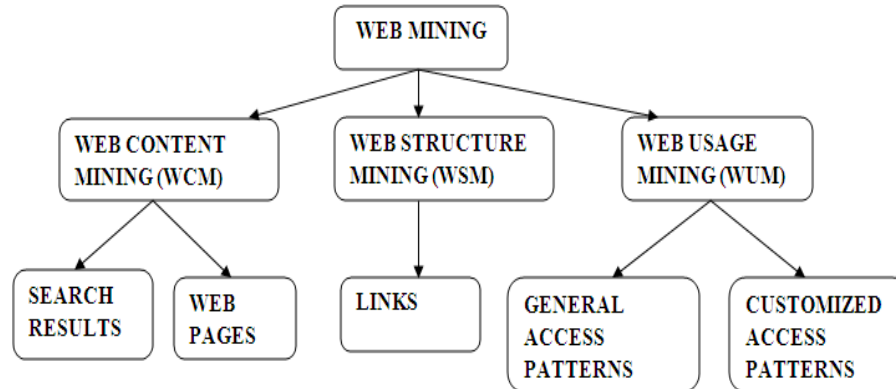 WEB MINING
WEB CONTENT
MINING (WCM)
WEB STRUCTURE
MINING (WSM)
WEB USAGE
MINING (WUM)
SEARCH
RESULTS
WEB
PAGES
LINKS
GENERAL
ACCESS
PATTERNS
CUSTOMIZED
ACCESS
PATTERNS